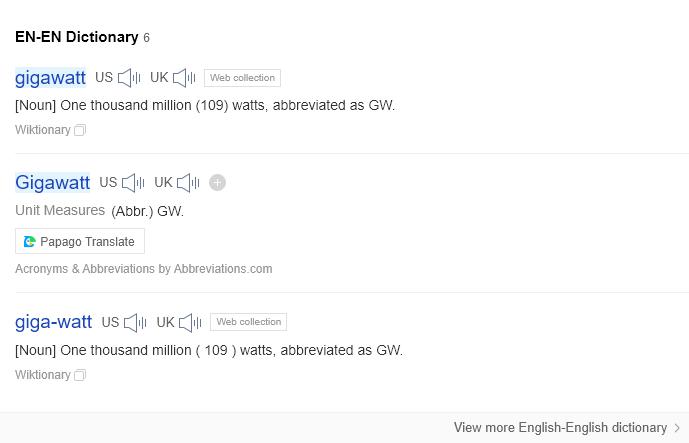 EN-EN Dictionary 6
gigawatt US UK Web collection
[Noun] One thousand million (109) watts, abbreviated as GW.
Wiktionary
Gigawatt US UK
Unit Measures (Abbr.) GW.
Papago Translate
Acronyms & Abbreviations by Abbreviations.com
giga-watt US UK Web collection
[Noun] One thousand million ( 109 ) watts, abbreviated as GW.
Wiktionary
View more English-English dictionary